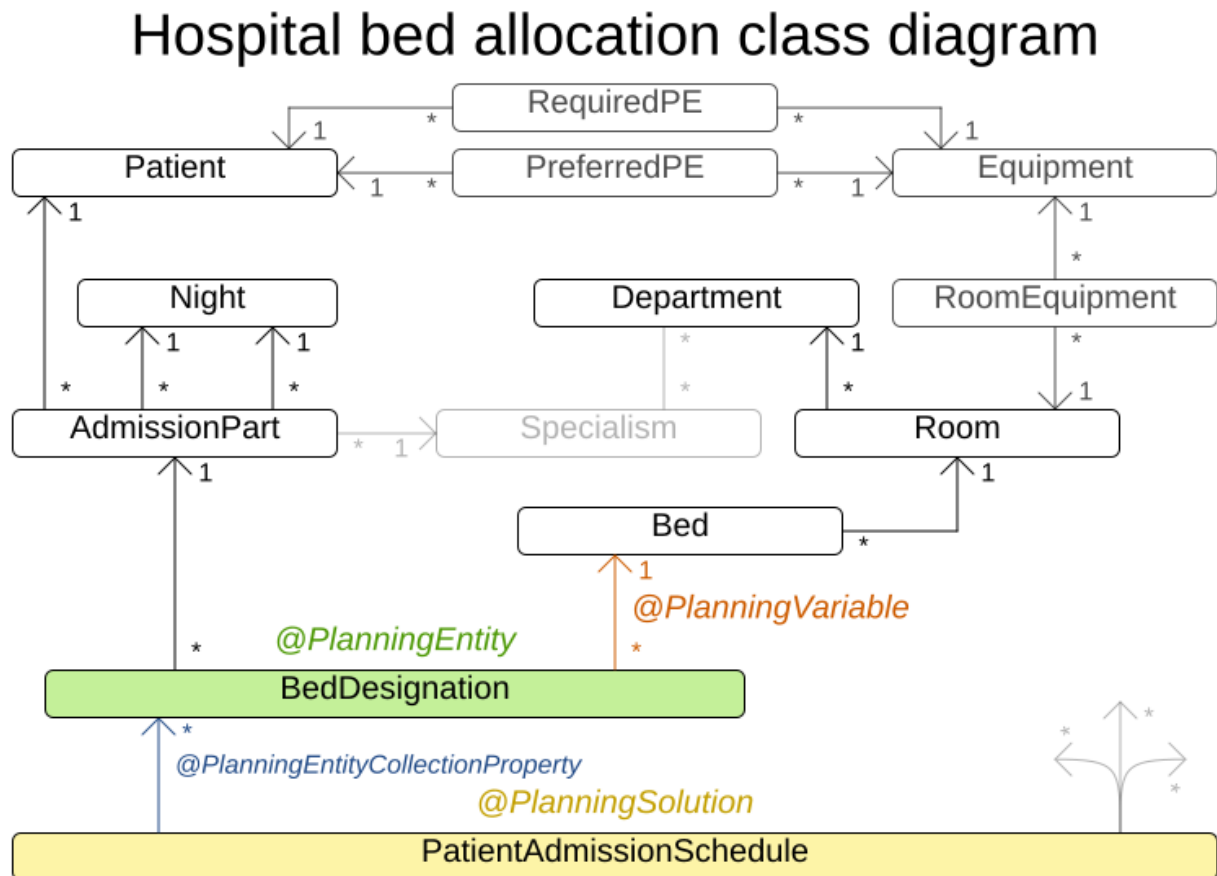 Hospital bed allocation class diagram
RequiredPE
* *
1 1
Patient PreferredPE Equipment
1 * * 1
1 1
*
Night Department RoomEquipment
1 1 * 1 *
* * * * * 1
AdmissionPart Specialism Room
* 1
1 1
Bed
*
1
@PlanningVariable
@PlanningEntity
* *
BedDesignation
* * *
@PlanningEntityCollectionProperty *
@PlanningSolution
PatientAdmissionSchedule